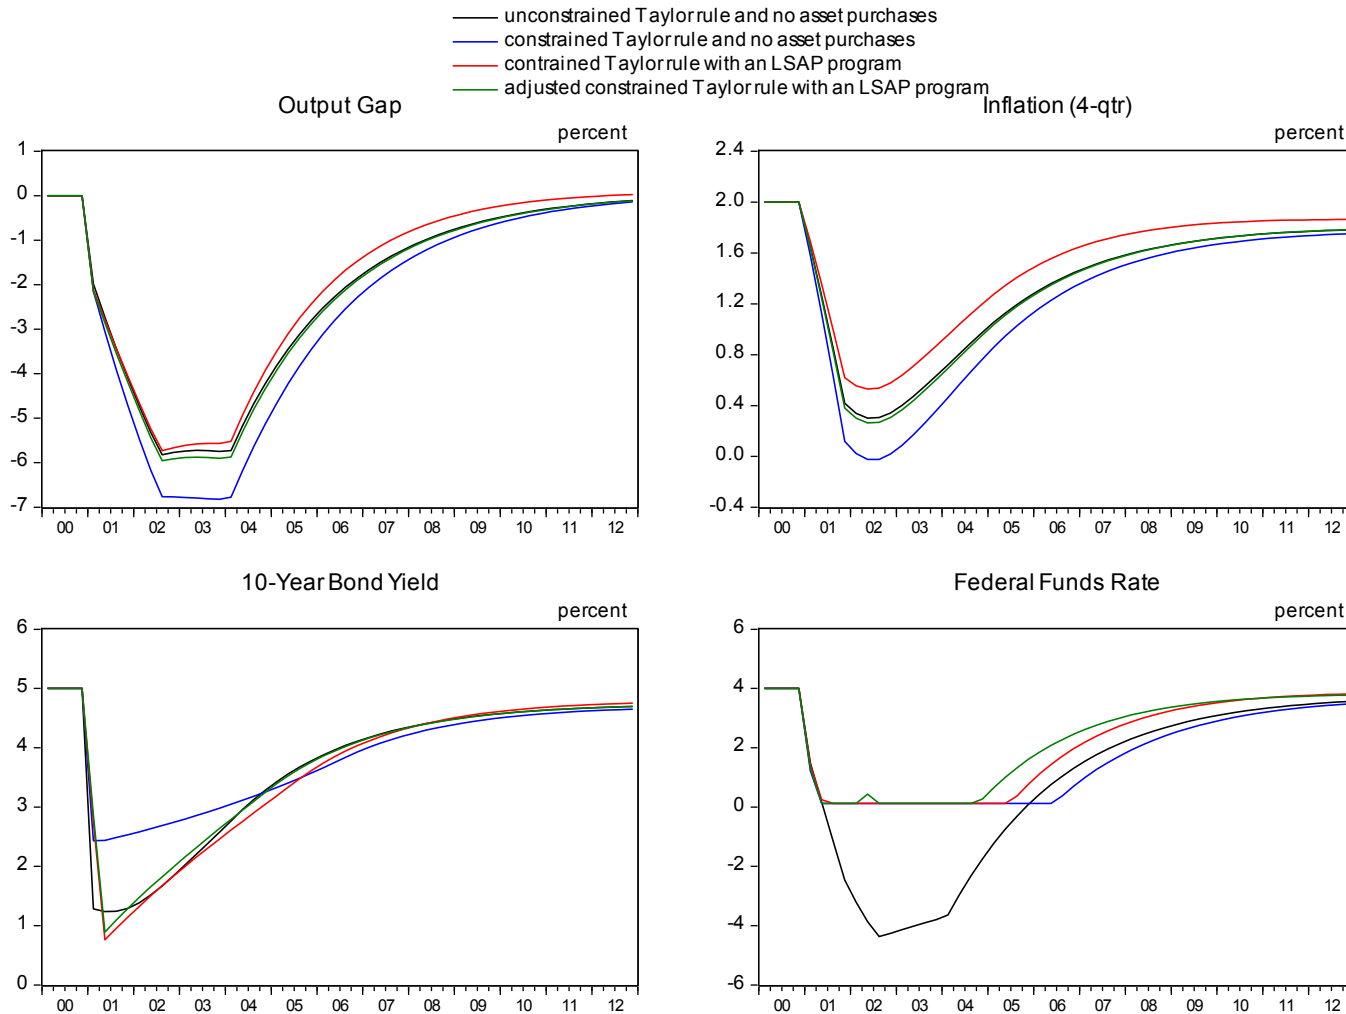 unconstrained Taylor rule and no asset purchases
constrained Taylor rule and no asset purchases
contrained Taylor rule with an LSAP program
adjusted constrained Taylor rule with an LSAP program
Output Gap
percent
1
0
-1
-2
-3
-4
-5
-6
-7
00 01 02 03 04 05 06 07 08 09 10 11 12
Inflation (4-qtr)
percent
2.4
2.0
1.6
1.2
0.8
0.4
0.0
-0.4
00 01 02 03 04 05 06 07 08 09 10 11 12
10-Year Bond Yield
percent
6
5
4
3
2
1
0
00 01 02 03 04 05 06 07 08 09 10 11 12
Federal Funds Rate
percent
6
4
2
0
-2
-4
-6
00 01 02 03 04 05 06 07 08 09 10 11 12